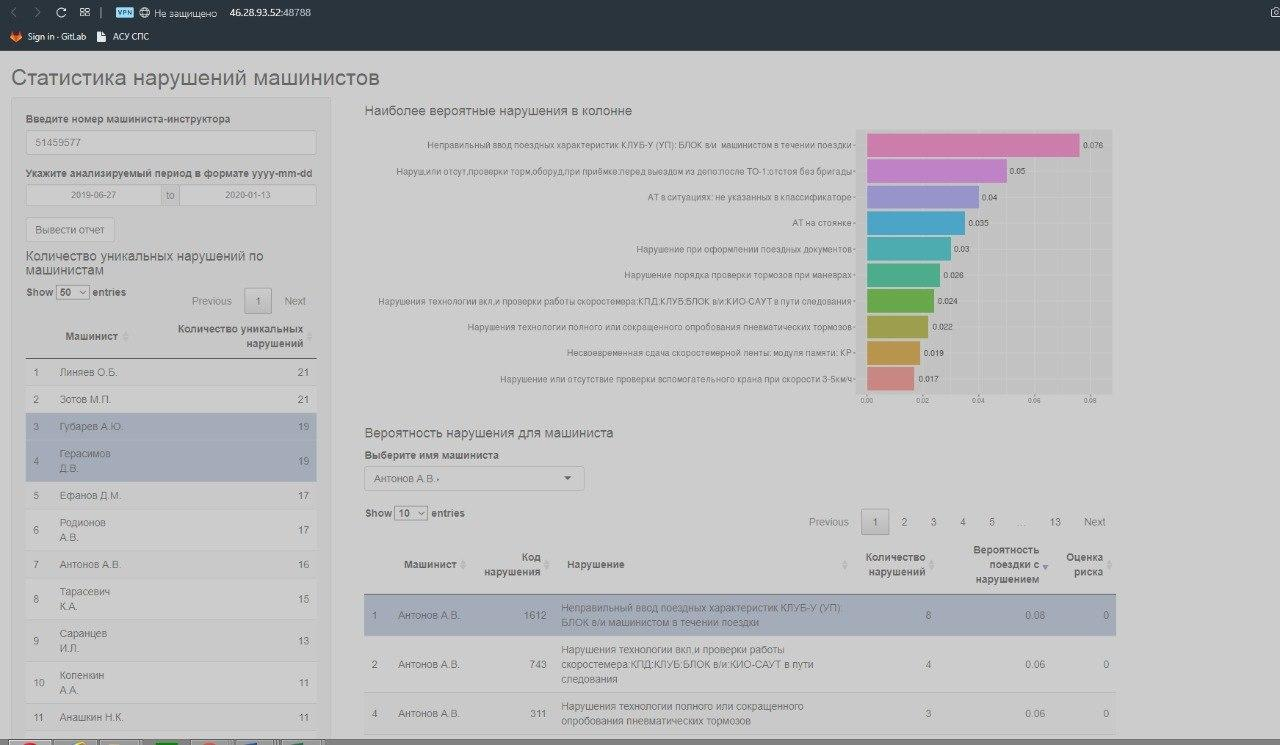 VPN Не защищено 46.28.93.52:48788
Sign in · GitLab АСУ СПС
Статистика нарушений машинистов
Введите номер машиниста-инструктора
51459577
Укажите анализируемый период в формате yyyy-mm-dd
2019-06-27 to 2020-01-13
Вывести отчет
Количество уникальных нарушений по
машинистам
Show 50 entries
Previous 1 Next
Машинист Количество уникальных
нарушений
1 Линяев О.Б. 21
2 Зотов М.П. 21
3 Губарев А.Ю. 19
4 Герасимов
Д.В. 19
5 Ефанов Д.М. 17
6 Родионов
А.В. 17
7 Антонов А.В. 16
8 Тарасевич
К.А. 15
9 Саранцев
И.Л. 13
10 Копенкин
А.А. 11
11 Анашкин Н.К. 11
Наиболее вероятные нарушения в колонне
Неправильный ввод поездных характеристик КЛУБ-У (УП): БЛОК в/и машинистом в течении поездки 0.076
Наруш,или отсут,проверки торм,оборуд,при приёмке:перед выездом из депо:после ТО-1:отстоя без бригады 0.05
АТ в ситуациях: не указанных в классификаторе 0.04
АТ на стоянке 0.035
Нарушение при оформлении поездных документов 0.03
Нарушение порядка проверки тормозов при маневрах 0.026
Нарушения технологии вкл,и проверки работы скоростемера:КПД:КЛУБ:БЛОК в/и:КИО-САУТ в пути следования 0.024
Нарушения технологии полного или сокращенного опробования пневматических тормозов 0.022
Несвоевременная сдача скоростемерной ленты: модуля памяти: КР 0.019
Нарушение или отсутствие проверки вспомогательного крана при скорости 3-5км/ч 0.017
0.00 0.02 0.04 0.06 0.08
Вероятность нарушения для машиниста
Выберите имя машиниста
Антонов А.В.
Show 10 entries
Previous 1 2 3 4 5 ... 13 Next
Машинист Код
нарушения Нарушение Количество
нарушений Вероятность
поездки с
нарушением Оценка
риска
1 Антонов А.В. 1612 Неправильный ввод поездных характеристик КЛУБ-У (УП):
БЛОК в/и машинистом в течении поездки 8 0.08 0
2 Антонов А.В. 743 Нарушения технологии вкл,и проверки работы
скоростемера:КПД:КЛУБ:БЛОК в/и:КИО-САУТ в пути
следования 4 0.06 0
4 Антонов А.В. 311 Нарушения технологии полного или сокращенного
опробования пневматических тормозов 3 0.06 0